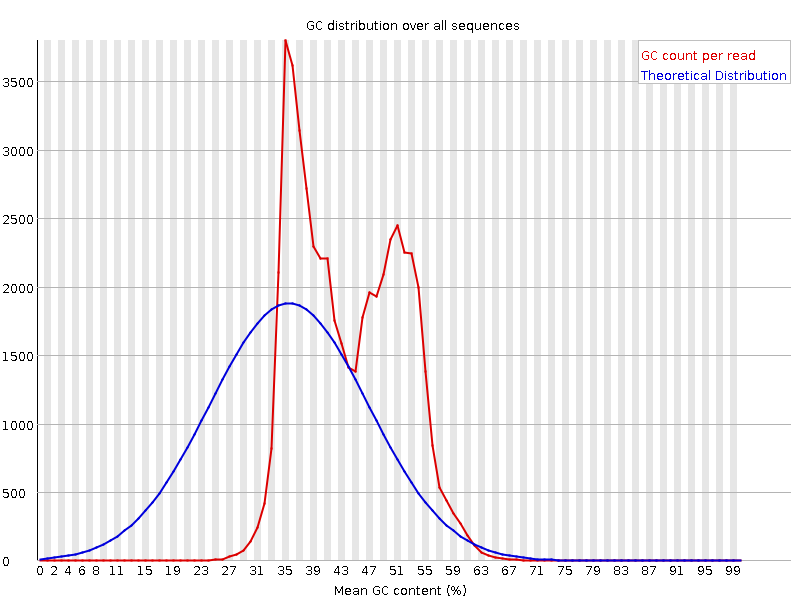 GC distribution over all sequences
GC count per read
Theoretical Distribution
3500
3000
2500
2000
1500
1000
500
0
0 2 4 6 8 11 15 19 23 27 31 35 39 43 47 51 55 59 63 67 71 75 79 83 87 91 95 99
Mean GC content (%)